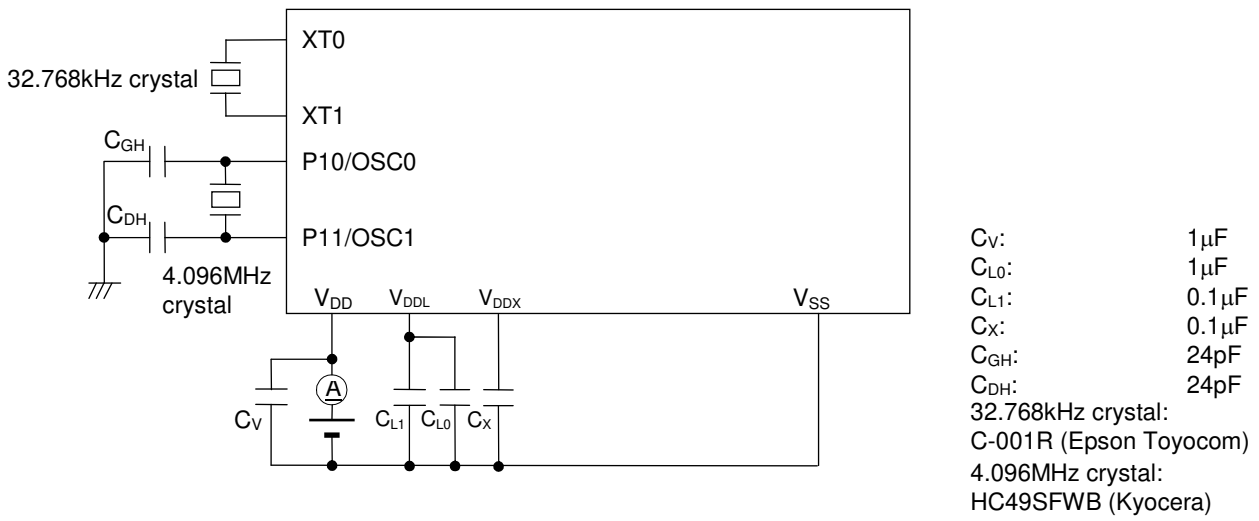 XT0
32.768kHz crystal
XT1
CGH
P10/OSC0
CDH
P11/OSC1
4.096MHz
crystal
VDD VDDL VDDX VSS
A
CV CL1 CL0 CX
CV: 1μF
CL0: 1μF
CL1: 0.1μF
CX: 0.1μF
CGH: 24pF
CDH: 24pF
32.768kHz crystal:
C-001R (Epson Toyocom)
4.096MHz crystal:
HC49SFWB (Kyocera)